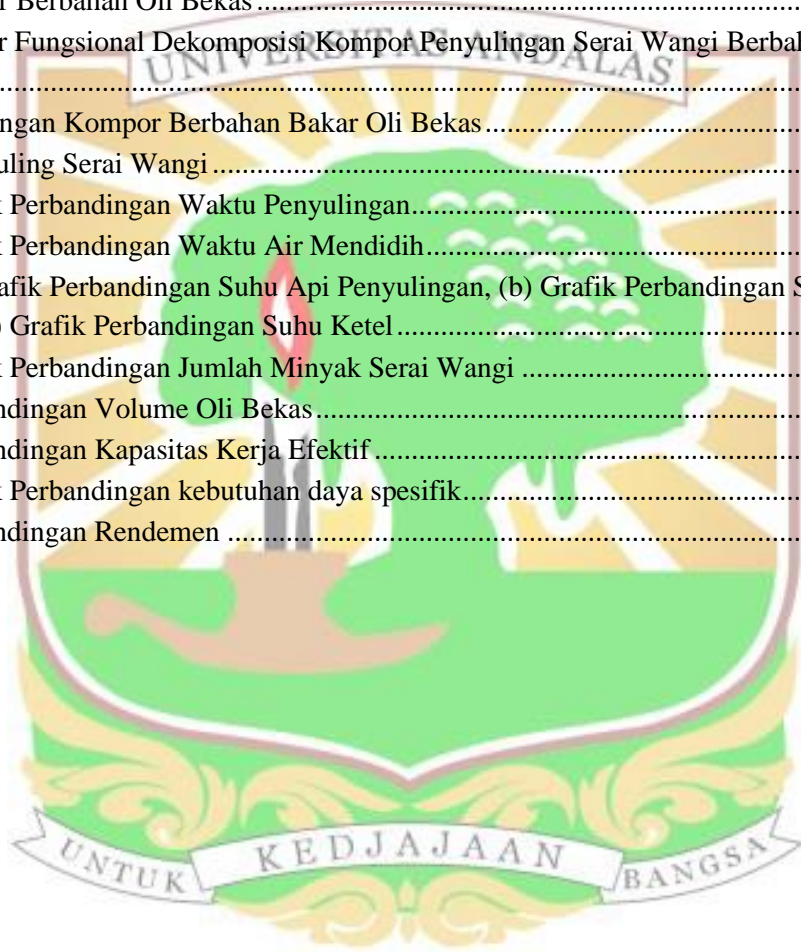 r Berbahan Oli Bekas........................................................................
r Fungsional Dekomposisi Kompor Penyulingan Serai Wangi Berba
........................................................................
ngan Kompor Berbahan Bakar Oli Bekas........................................................................
uling Serai Wangi........................................................................
k Perbandingan Waktu Penyulingan........................................................................
k Perbandingan Waktu Air Mendidih........................................................................
afik Perbandingan Suhu Api Penyulingan, (b) Grafik Perbandingan S
) Grafik Perbandingan Suhu Ketel........................................................................
k Perbandingan Jumlah Minyak Serai Wangi ........................................................................
ndingan Volume Oli Bekas........................................................................
ndingan Kapasitas Kerja Efektif ........................................................................
k Perbandingan kebutuhan daya spesifik........................................................................
ndingan Rendemen ........................................................................
UNIVERSITAS ANDALAS
UNTUK KEDJAJAAN BANGSA